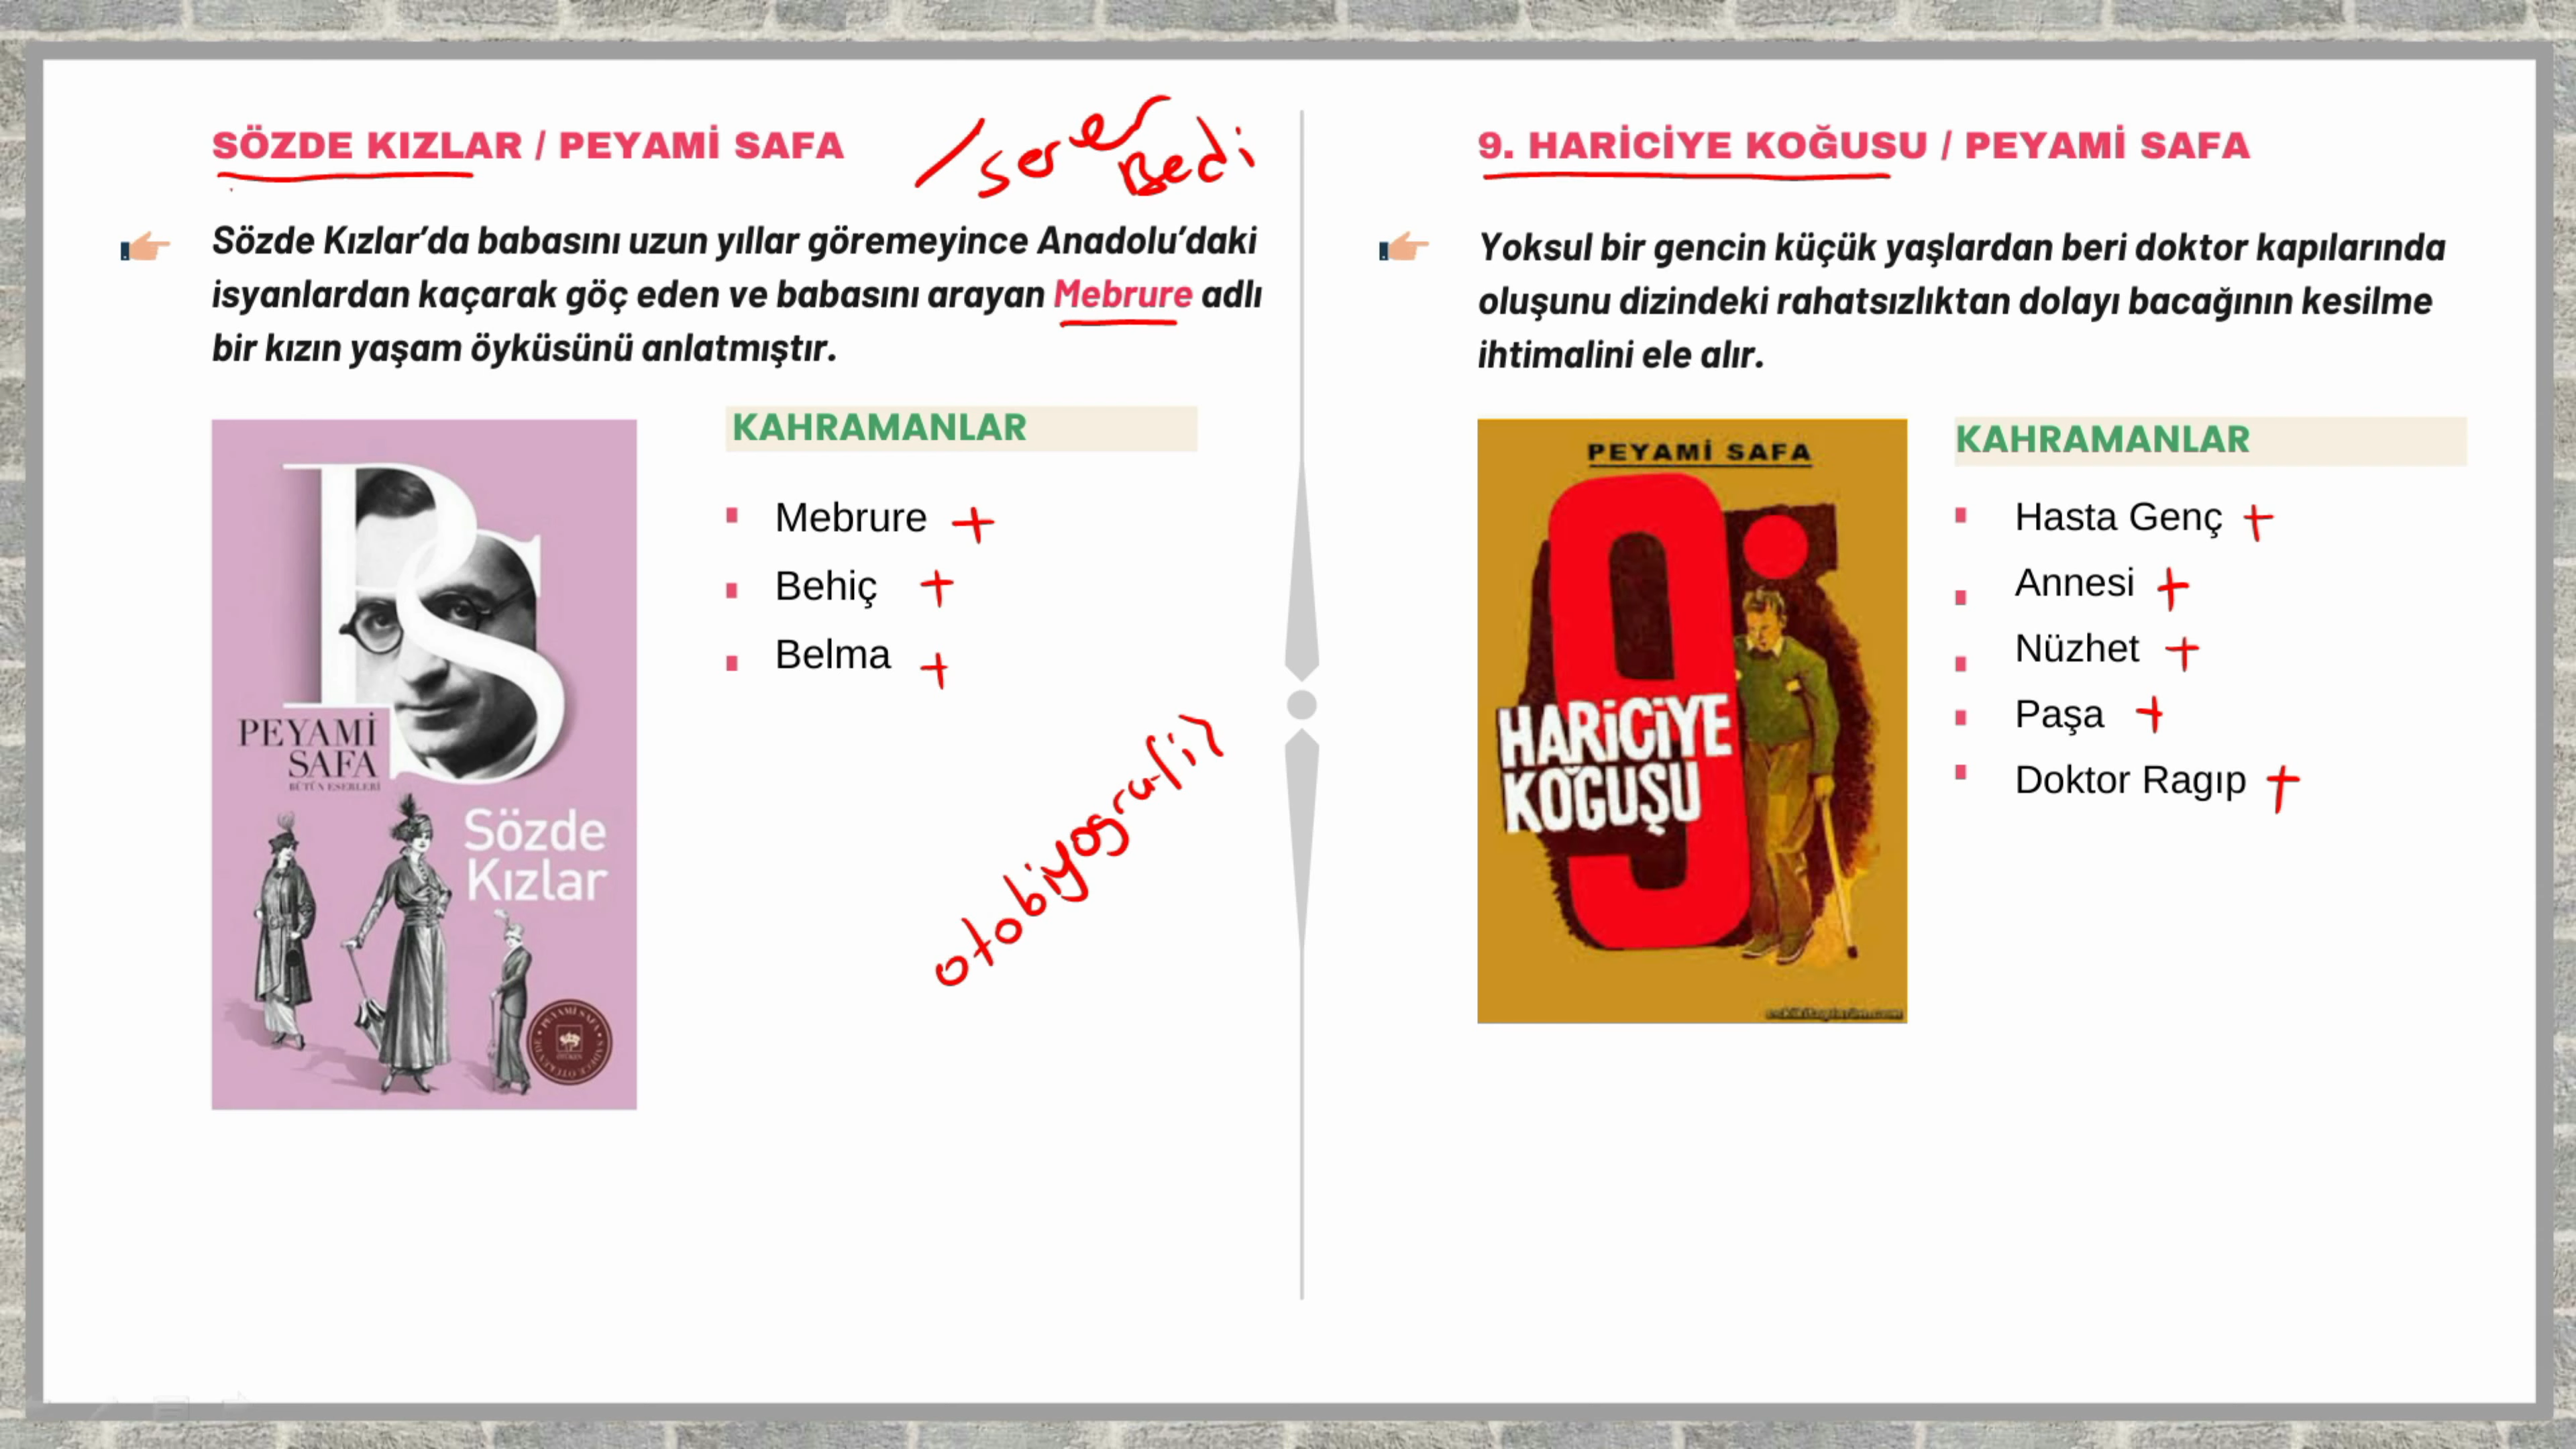 SÖZDE KIZLAR / PEYAMİ SAFA
/ server Bedi
Sözde Kızlar’da babasını uzun yıllar göremeyince Anadolu’daki
isyanlardan kaçarak göç eden ve babasını arayan Mebrure adlı
bir kızın yaşam öyküsünü anlatmıştır.
PEYAMİ
SAFA
BÜTÜN ESERLERİ
Sözde
Kızlar
KAHRAMANLAR
Mebrure +
Behiç +
Belma +
otobiyografik
9. HARİCİYE KOĞUSU / PEYAMİ SAFA
Yoksul bir gencin küçük yaşlardan beri doktor kapılarında
oluşunu dizindeki rahatsızlıktan dolayı bacağının kesilme
ihtimalini ele alır.
PEYAMİ SAFA
9.
HARİCİYE
KOĞUŞU
KAHRAMANLAR
Hasta Genç +
Annesi +
Nüzhet +
Paşa +
Doktor Ragıp +